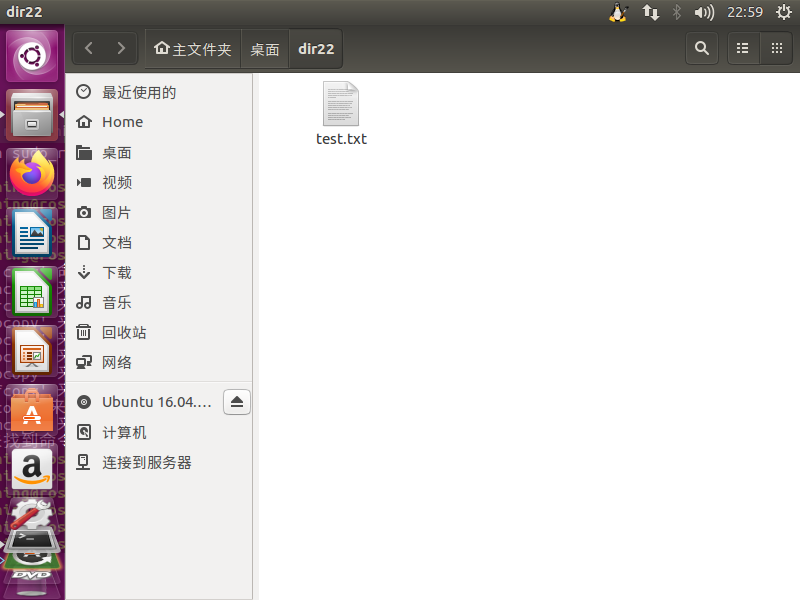 dir22
22:59
主文件夹
桌面
dir22
最近使用的
Home
桌面
视频
图片
文档
下载
音乐
回收站
网络
Ubuntu 16.04....
计算机
连接到服务器
test.txt